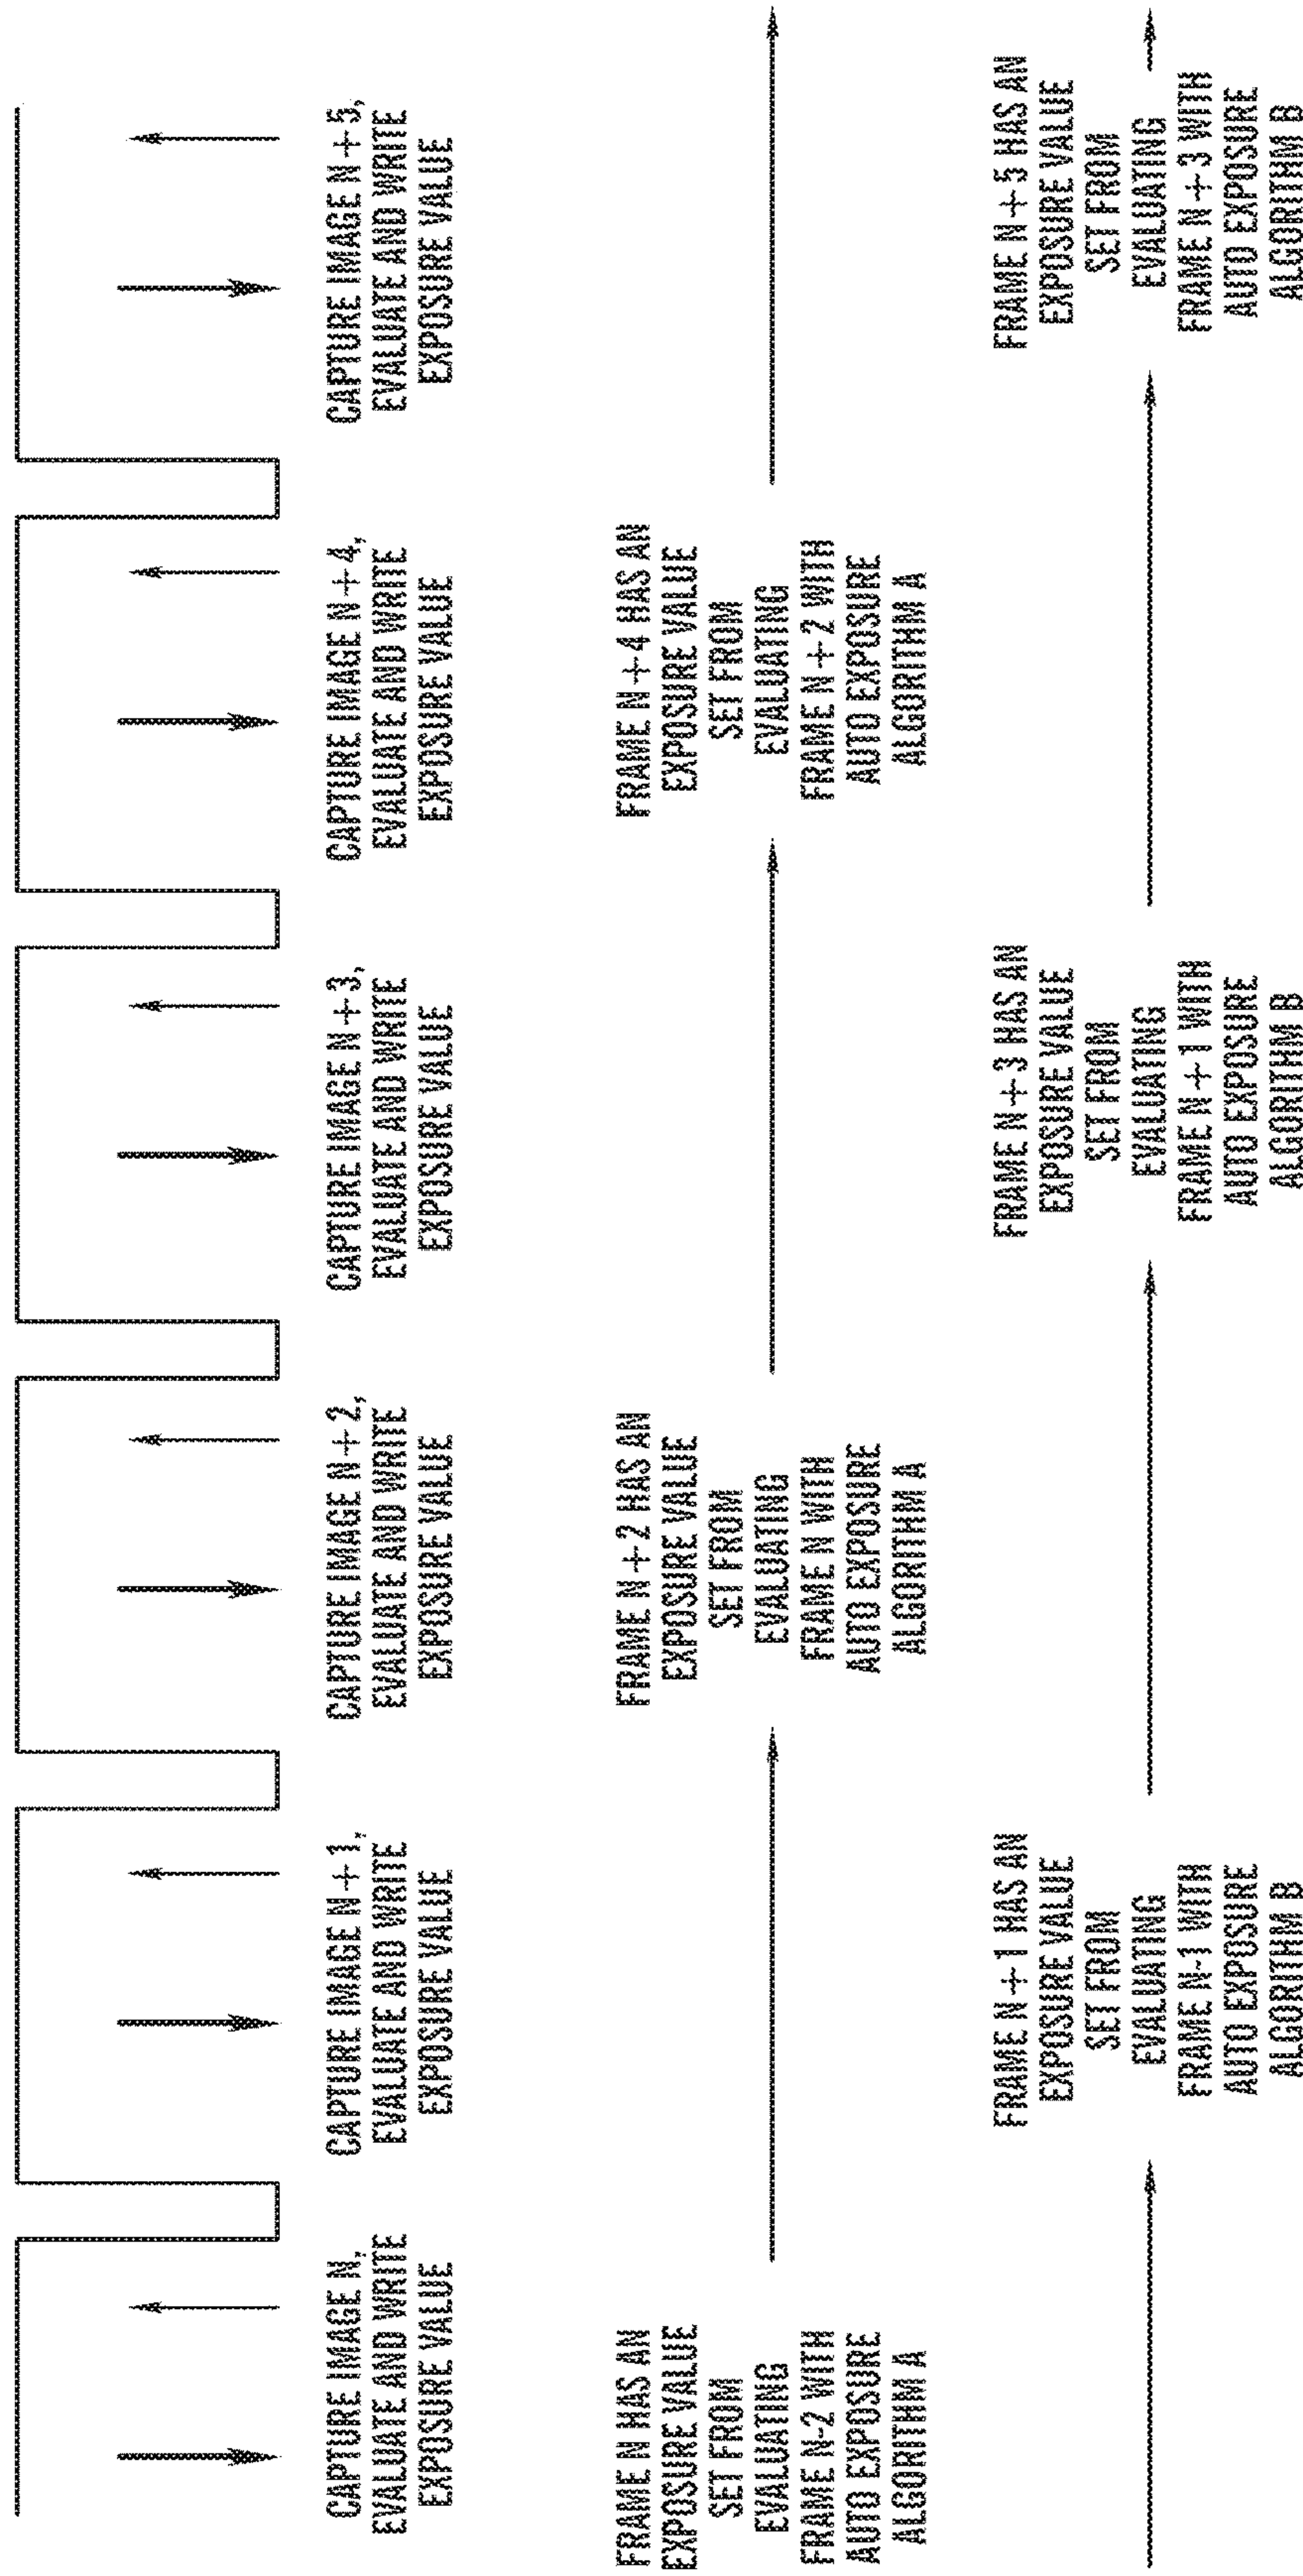 CAPTURE IMAGE N,
EVALUATE AND WRITE
EXPOSURE VALUE
CAPTURE IMAGE N + 1,
EVALUATE AND WRITE
EXPOSURE VALUE
CAPTURE IMAGE N + 2,
EVALUATE AND WRITE
EXPOSURE VALUE
CAPTURE IMAGE N + 3,
EVALUATE AND WRITE
EXPOSURE VALUE
CAPTURE IMAGE N + 4,
EVALUATE AND WRITE
EXPOSURE VALUE
CAPTURE IMAGE N + 5,
EVALUATE AND WRITE
EXPOSURE VALUE
FRAME N HAS AN
EXPOSURE VALUE
SET FROM
EVALUATING
FRAME N-2 WITH
AUTO EXPOSURE
ALGORITHM A
FRAME N + 2 HAS AN
EXPOSURE VALUE
SET FROM
EVALUATING
FRAME N WITH
AUTO EXPOSURE
ALGORITHM A
FRAME N + 4 HAS AN
EXPOSURE VALUE
SET FROM
EVALUATING
FRAME N + 2 WITH
AUTO EXPOSURE
ALGORITHM A
FRAME N + 1 HAS AN
EXPOSURE VALUE
SET FROM
EVALUATING
FRAME N-1 WITH
AUTO EXPOSURE
ALGORITHM B
FRAME N + 3 HAS AN
EXPOSURE VALUE
SET FROM
EVALUATING
FRAME N + 1 WITH
AUTO EXPOSURE
ALGORITHM B
FRAME N + 5 HAS AN
EXPOSURE VALUE
SET FROM
EVALUATING
FRAME N + 3 WITH
AUTO EXPOSURE
ALGORITHM B